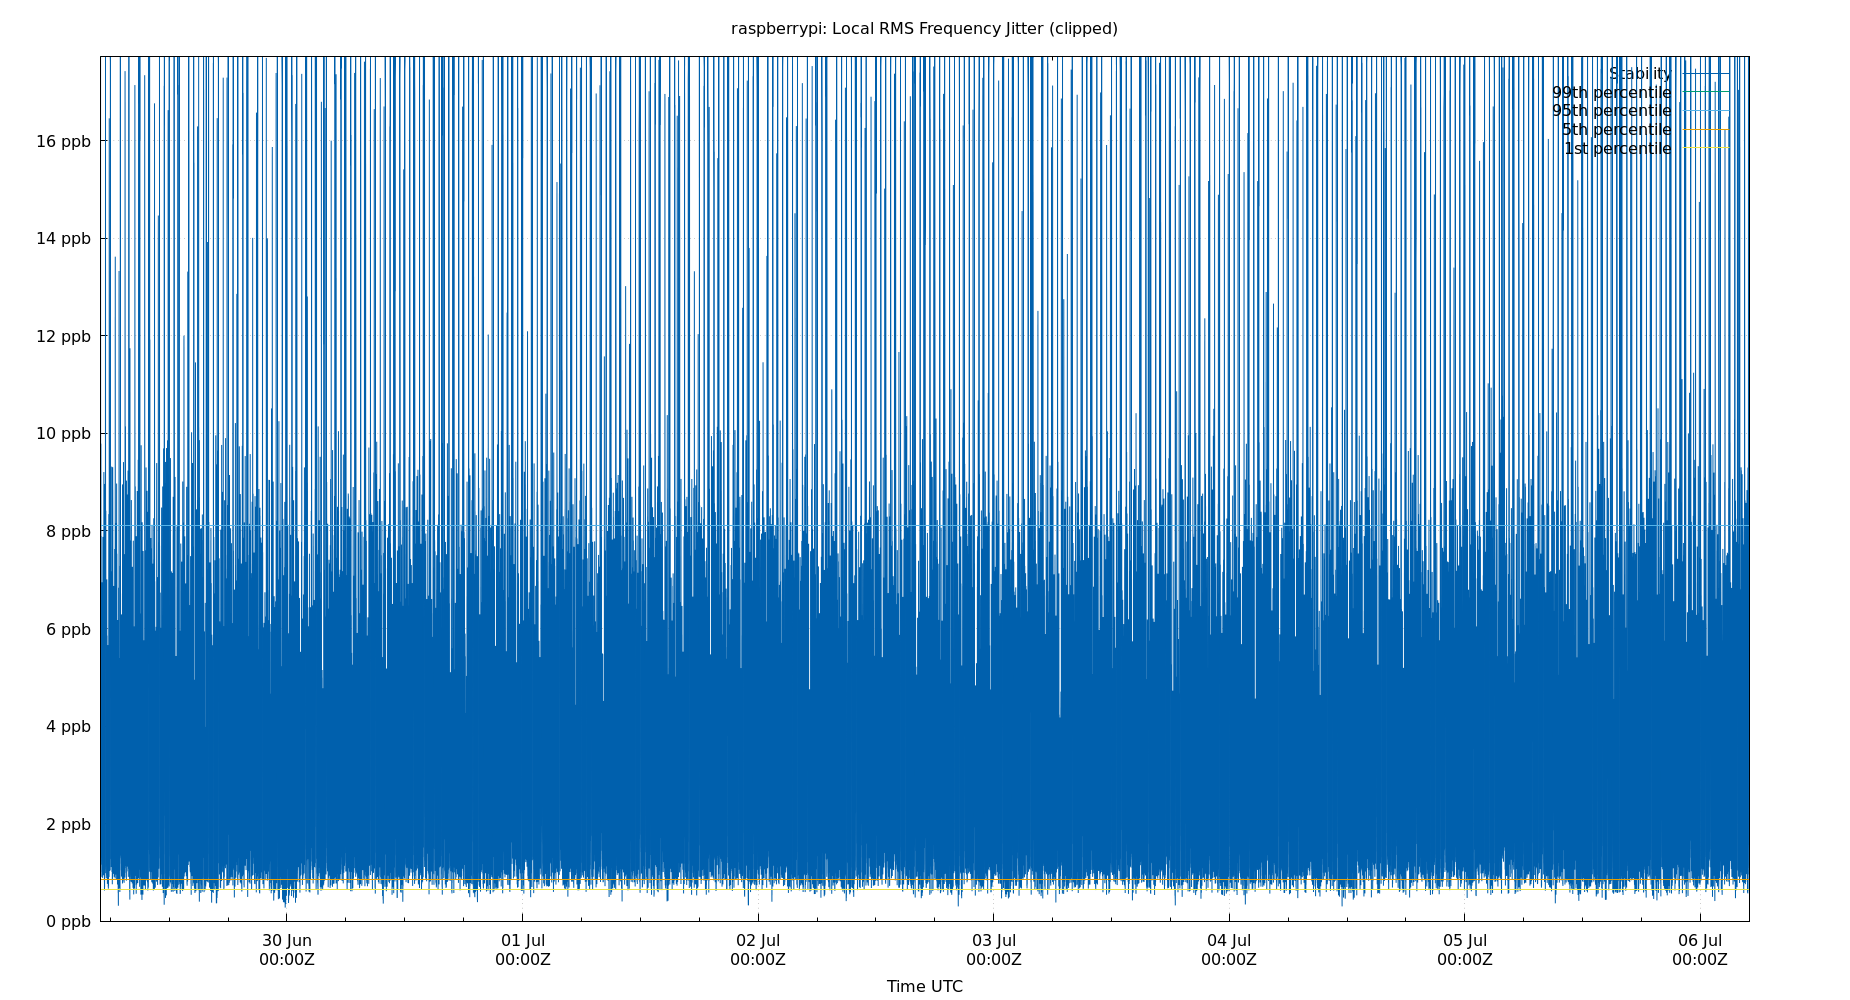 raspberrypi: Local RMS Frequency Jitter (clipped)
Stability
99th percentile
95th percentile
5th percentile
1st percentile
16 ppb
14 ppb
12 ppb
10 ppb
8 ppb
6 ppb
4 ppb
2 ppb
0 ppb
30 Jun 01 Jul 02 Jul 03 Jul 04 Jul 05 Jul 06 Jul
00:00Z 00:00Z 00:00Z 00:00Z 00:00Z 00:00Z 00:00Z
Time UTC